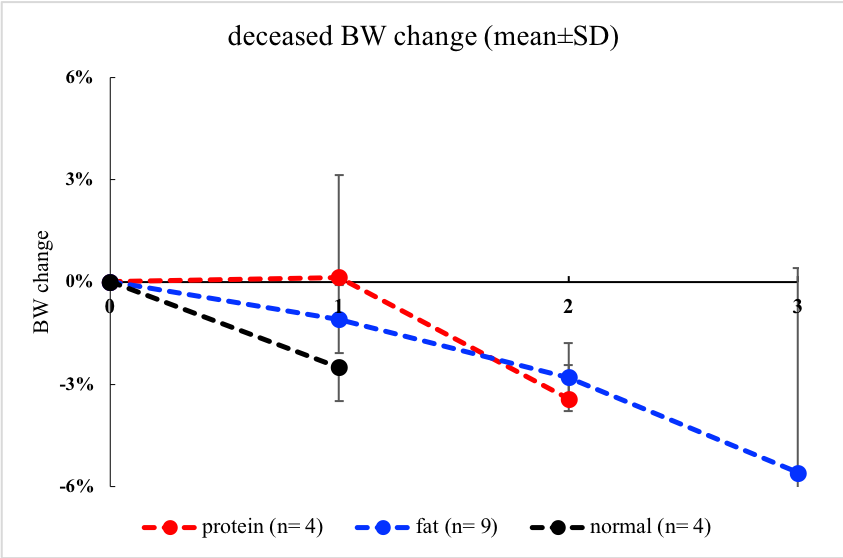 deceased BW change (mean±SD)
6%
3%
0%
-3%
-6%
BW change
0
1
2
3
protein (n= 4)
fat (n= 9)
normal (n= 4)